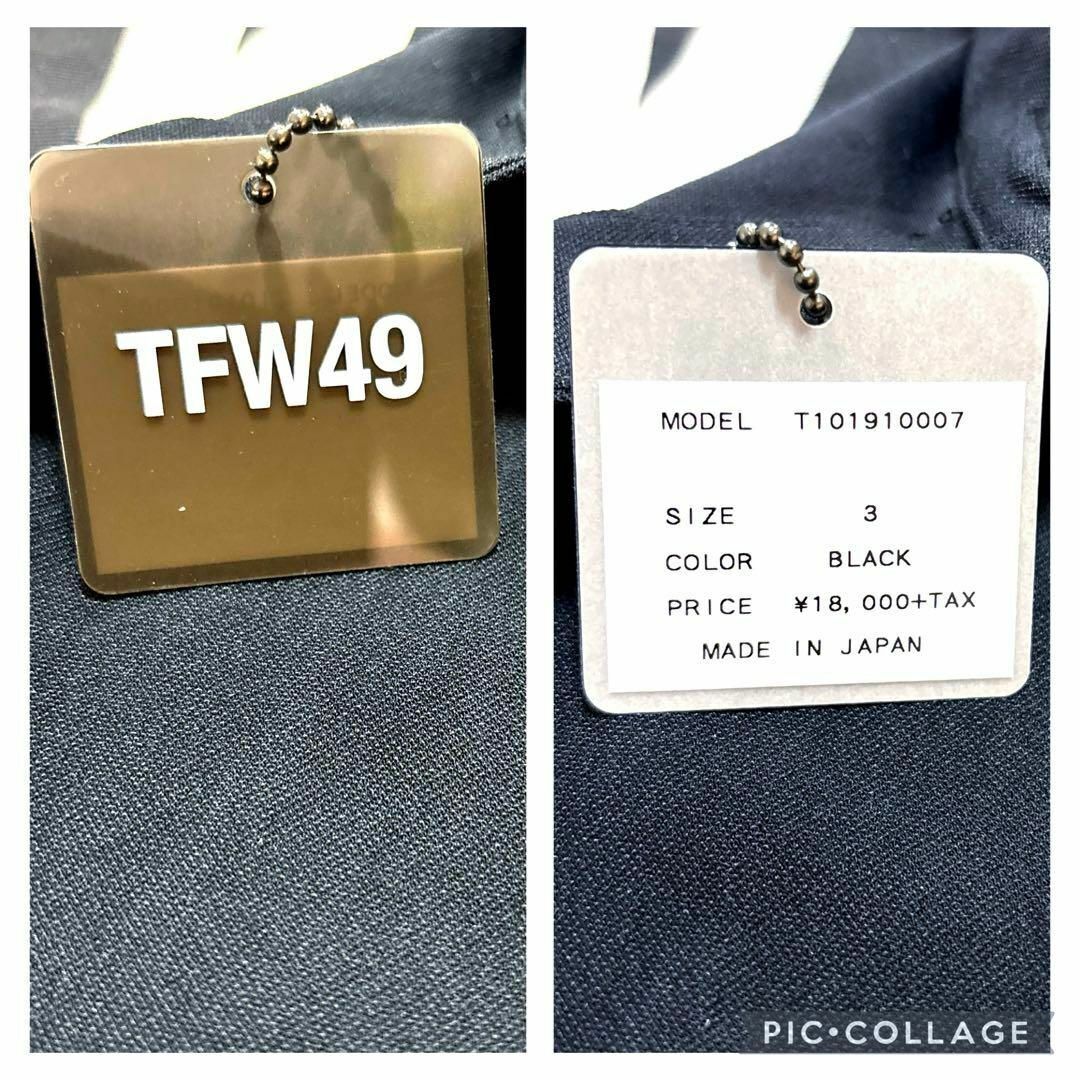 TFW49
MODEL T101910007
SIZE 3
COLOR BLACK
PRICE ¥18, 000+TAX
MADE IN JAPAN
PIC•COLLAGE